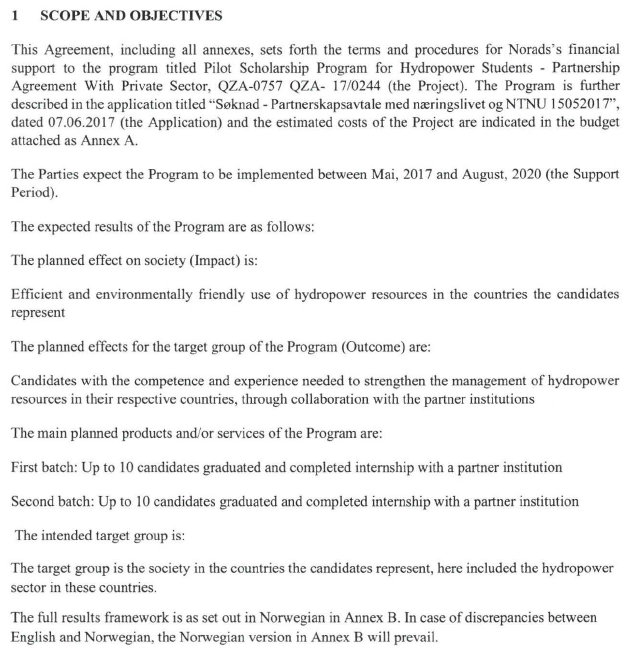 1 SCOPE AND OBJECTIVES
This Agreement, including all annexes, sets forth the terms and procedures for Norads's financial
support to the program titled Pilot Scholarship Program for Hydropower Students - Partnership
Agreement With Private Sector, QZA-0757 QZA- 17/0244 (the Project). The Program is further
described in the application titled “Søknad - Partnerskapsavtale med næringslivet og NTNU 15052017”,
dated 07.06.2017 (the Application) and the estimated costs of the Project are indicated in the budget
attached as Annex A.
The Parties expect the Program to be implemented between Mai, 2017 and August, 2020 (the Support
Period).
The expected results of the Program are as follows:
The planned effect on society (Impact) is:
Efficient and environmentally friendly use of hydropower resources in the countries the candidates
represent
The planned effects for the target group of the Program (Outcome) are:
Candidates with the competence and experience needed to strengthen the management of hydropower
resources in their respective countries, through collaboration with the partner institutions
The main planned products and/or services of the Program are:
First batch: Up to 10 candidates graduated and completed internship with a partner institution
Second batch: Up to 10 candidates graduated and completed internship with a partner institution
The intended target group is:
The target group is the society in the countries the candidates represent, here included the hydropower
sector in these countries.
The full results framework is as set out in Norwegian in Annex B. In case of discrepancies between
English and Norwegian, the Norwegian version in Annex B will prevail.